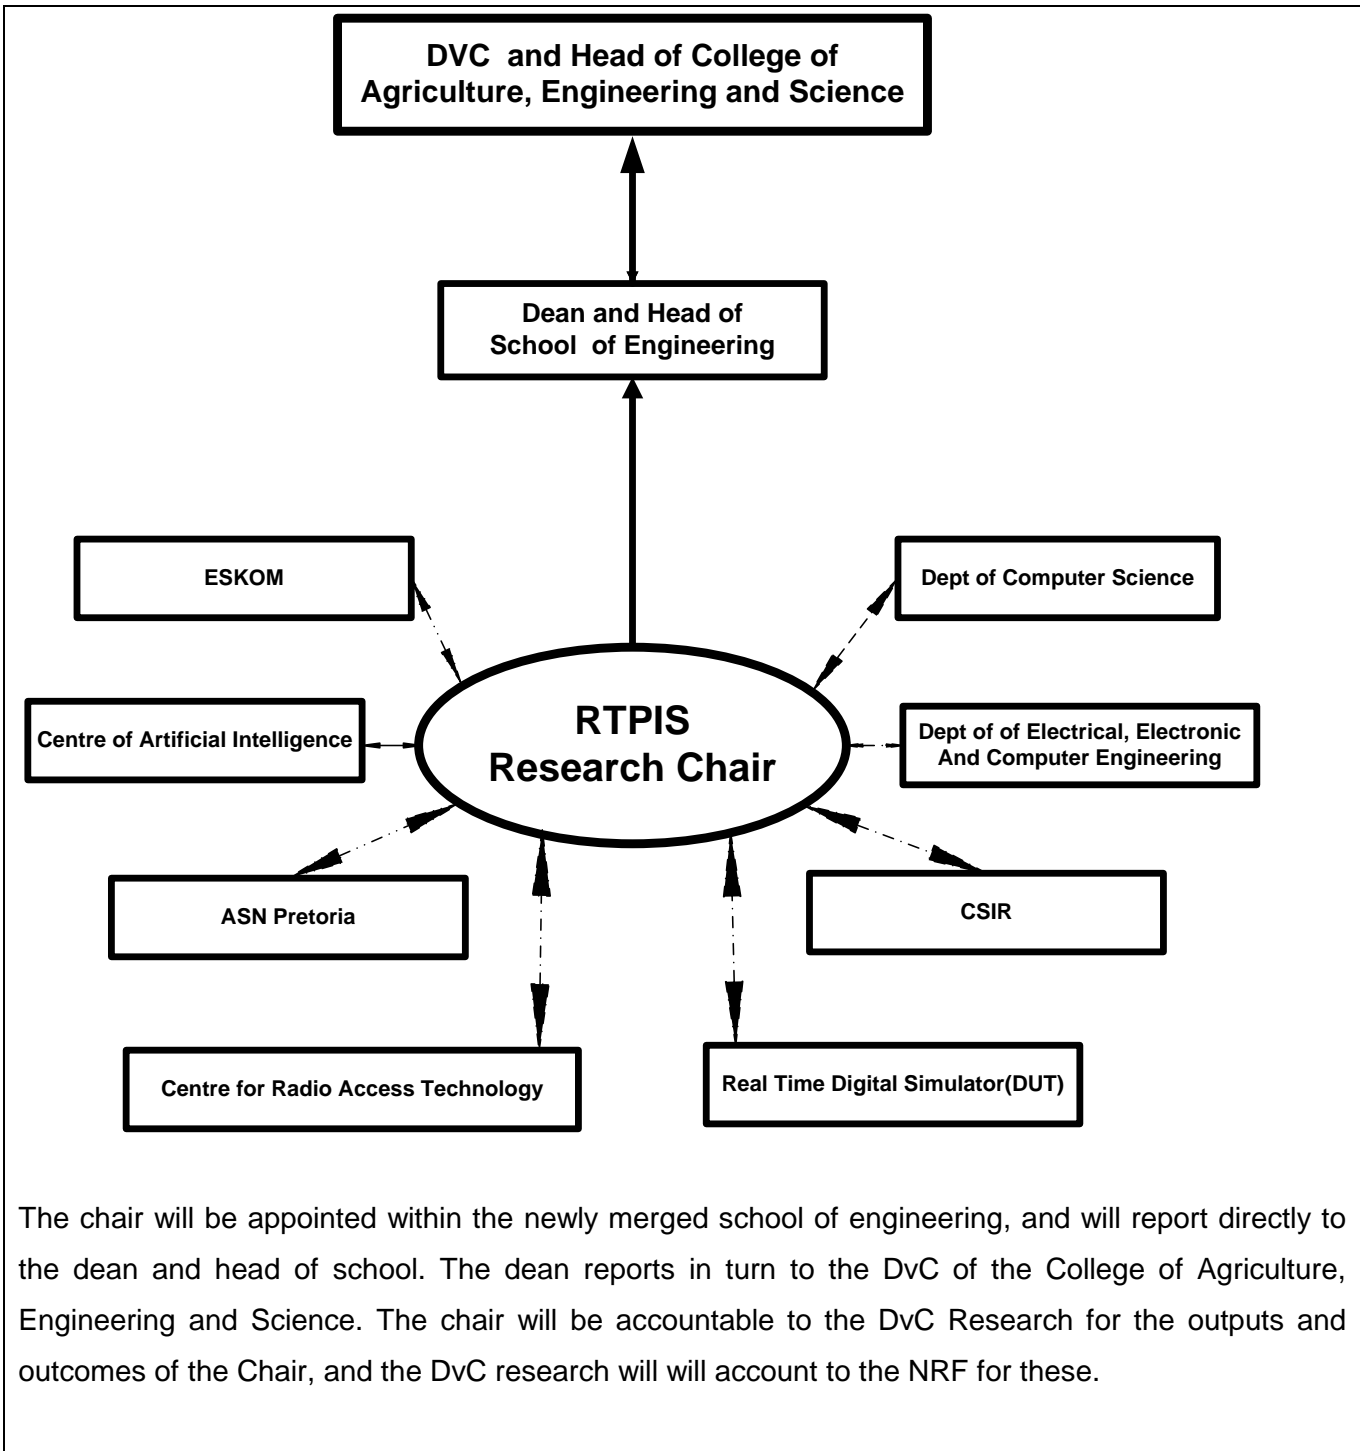 DVC and Head of College of
Agriculture, Engineering and Science
Dean and Head of
School of Engineering
ESKOM
Dept of Computer Science
RTPIS
Research Chair
Centre of Artificial Intelligence
Dept of of Electrical, Electronic
And Computer Engineering
ASN Pretoria
CSIR
Centre for Radio Access Technology
Real Time Digital Simulator(DUT)
The chair will be appointed within the newly merged school of engineering, and will report directly to
the dean and head of school. The dean reports in turn to the DvC of the College of Agriculture,
Engineering and Science. The chair will be accountable to the DvC Research for the outputs and
outcomes of the Chair, and the DvC research will will account to the NRF for these.